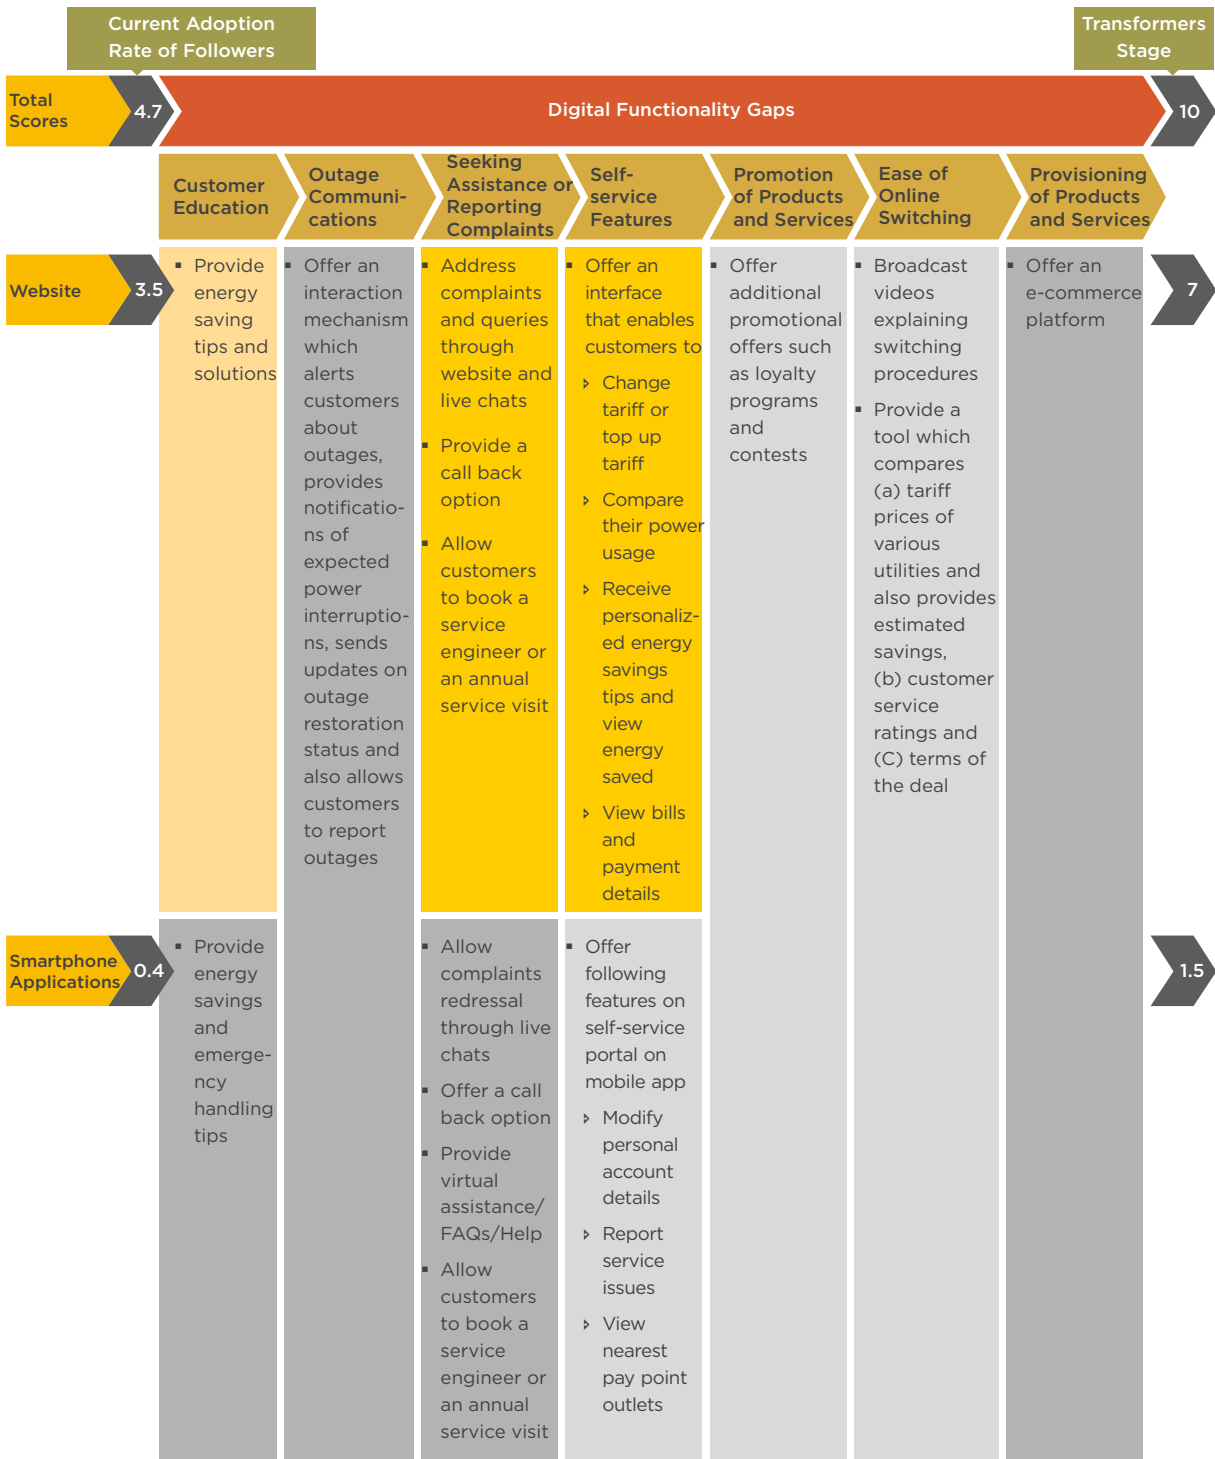 Current Adoption
Rate of Followers
Transformers
Stage
Total
Scores
4.7
Digital Functionality Gaps
10
Customer
Education
Outage
Communi-
cations
Seeking
Assistance or
Reporting
Complaints
Self-
service
Features
Promotion
of Products
and Services
Ease of
Online
Switching
Provisioning
of Products
and Services
Website
3.5
▪ Provide
energy
saving
tips and
solutions
▪ Offer an
interaction
mechanism
which
alerts
customers
about
outages,
provides
notificatio-
ns of
expected
power
interruptio-
ns, sends
updates on
outage
restoration
status and
also allows
customers
to report
outages
▪ Address
complaints
and queries
through
website and
live chats
▪ Provide a
call back
option
▪ Allow
customers
to book a
service
engineer or
an annual
service visit
▪ Offer an
interface
that enables
customers to
Change
tariff or
top up
tariff
Compare
their power
usage
Receive
personaliz-
ed energy
savings
tips and
view
energy
saved
View bills
and
payment
details
▪ Offer
additional
promotional
offers such
as loyalty
programs
and
contests
▪ Broadcast
videos
explaining
switching
procedures
▪ Provide a
tool which
compares
(a) tariff
prices of
various
utilities and
also provides
estimated
savings,
(b) customer
service
ratings and
(C) terms of
the deal
▪ Offer an
e-commerce
platform
7
Smartphone
Applications
0.4
▪ Provide
energy
savings
and
emerge-
ncy
handling
tips
▪ Allow
complaints
redressal
through live
chats
▪ Offer a call
back option
▪ Provide
virtual
assistance/
FAQs/Help
▪ Allow
customers
to book a
service
engineer or
an annual
service visit
▪ Offer
following
features on
self-service
portal on
mobile app
Modify
personal
account
details
Report
service
issues
View
nearest
pay point
outlets
1.5